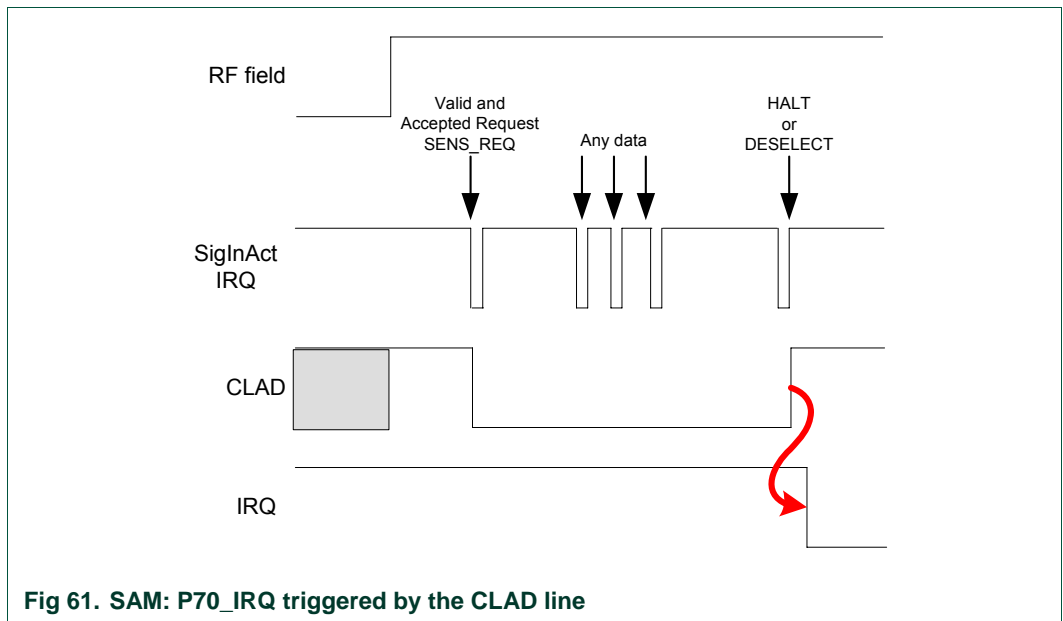 RF field
Valid and
Accepted Request
SENS_REQ
Any data
HALT
or
DESELECT
SigInAct
IRQ
CLAD
IRQ
Fig 61. SAM: P70_IRQ triggered by the CLAD line